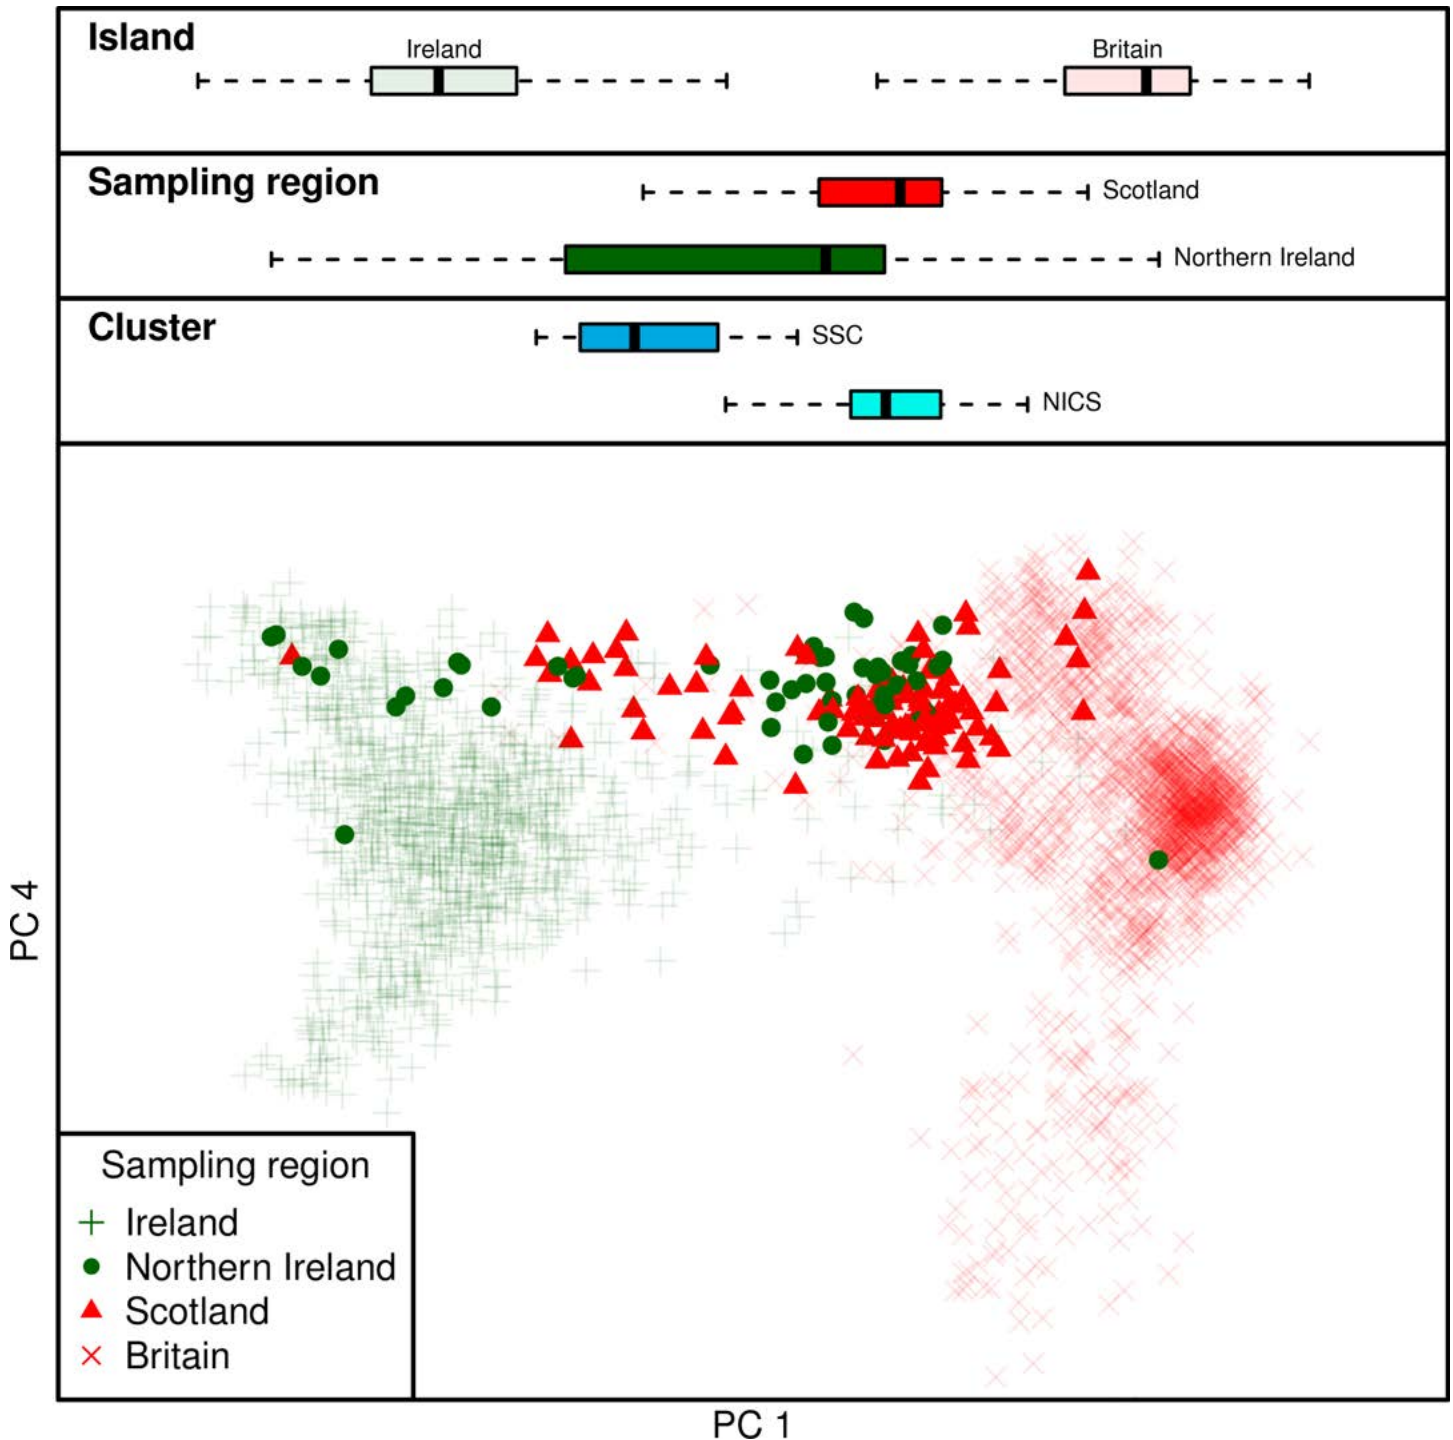 Island
Ireland
Britain
Sampling region
Scotland
Northern Ireland
Cluster
SSC
NICS
PC 4
Sampling region
Ireland
Northern Ireland
Scotland
Britain
PC 1